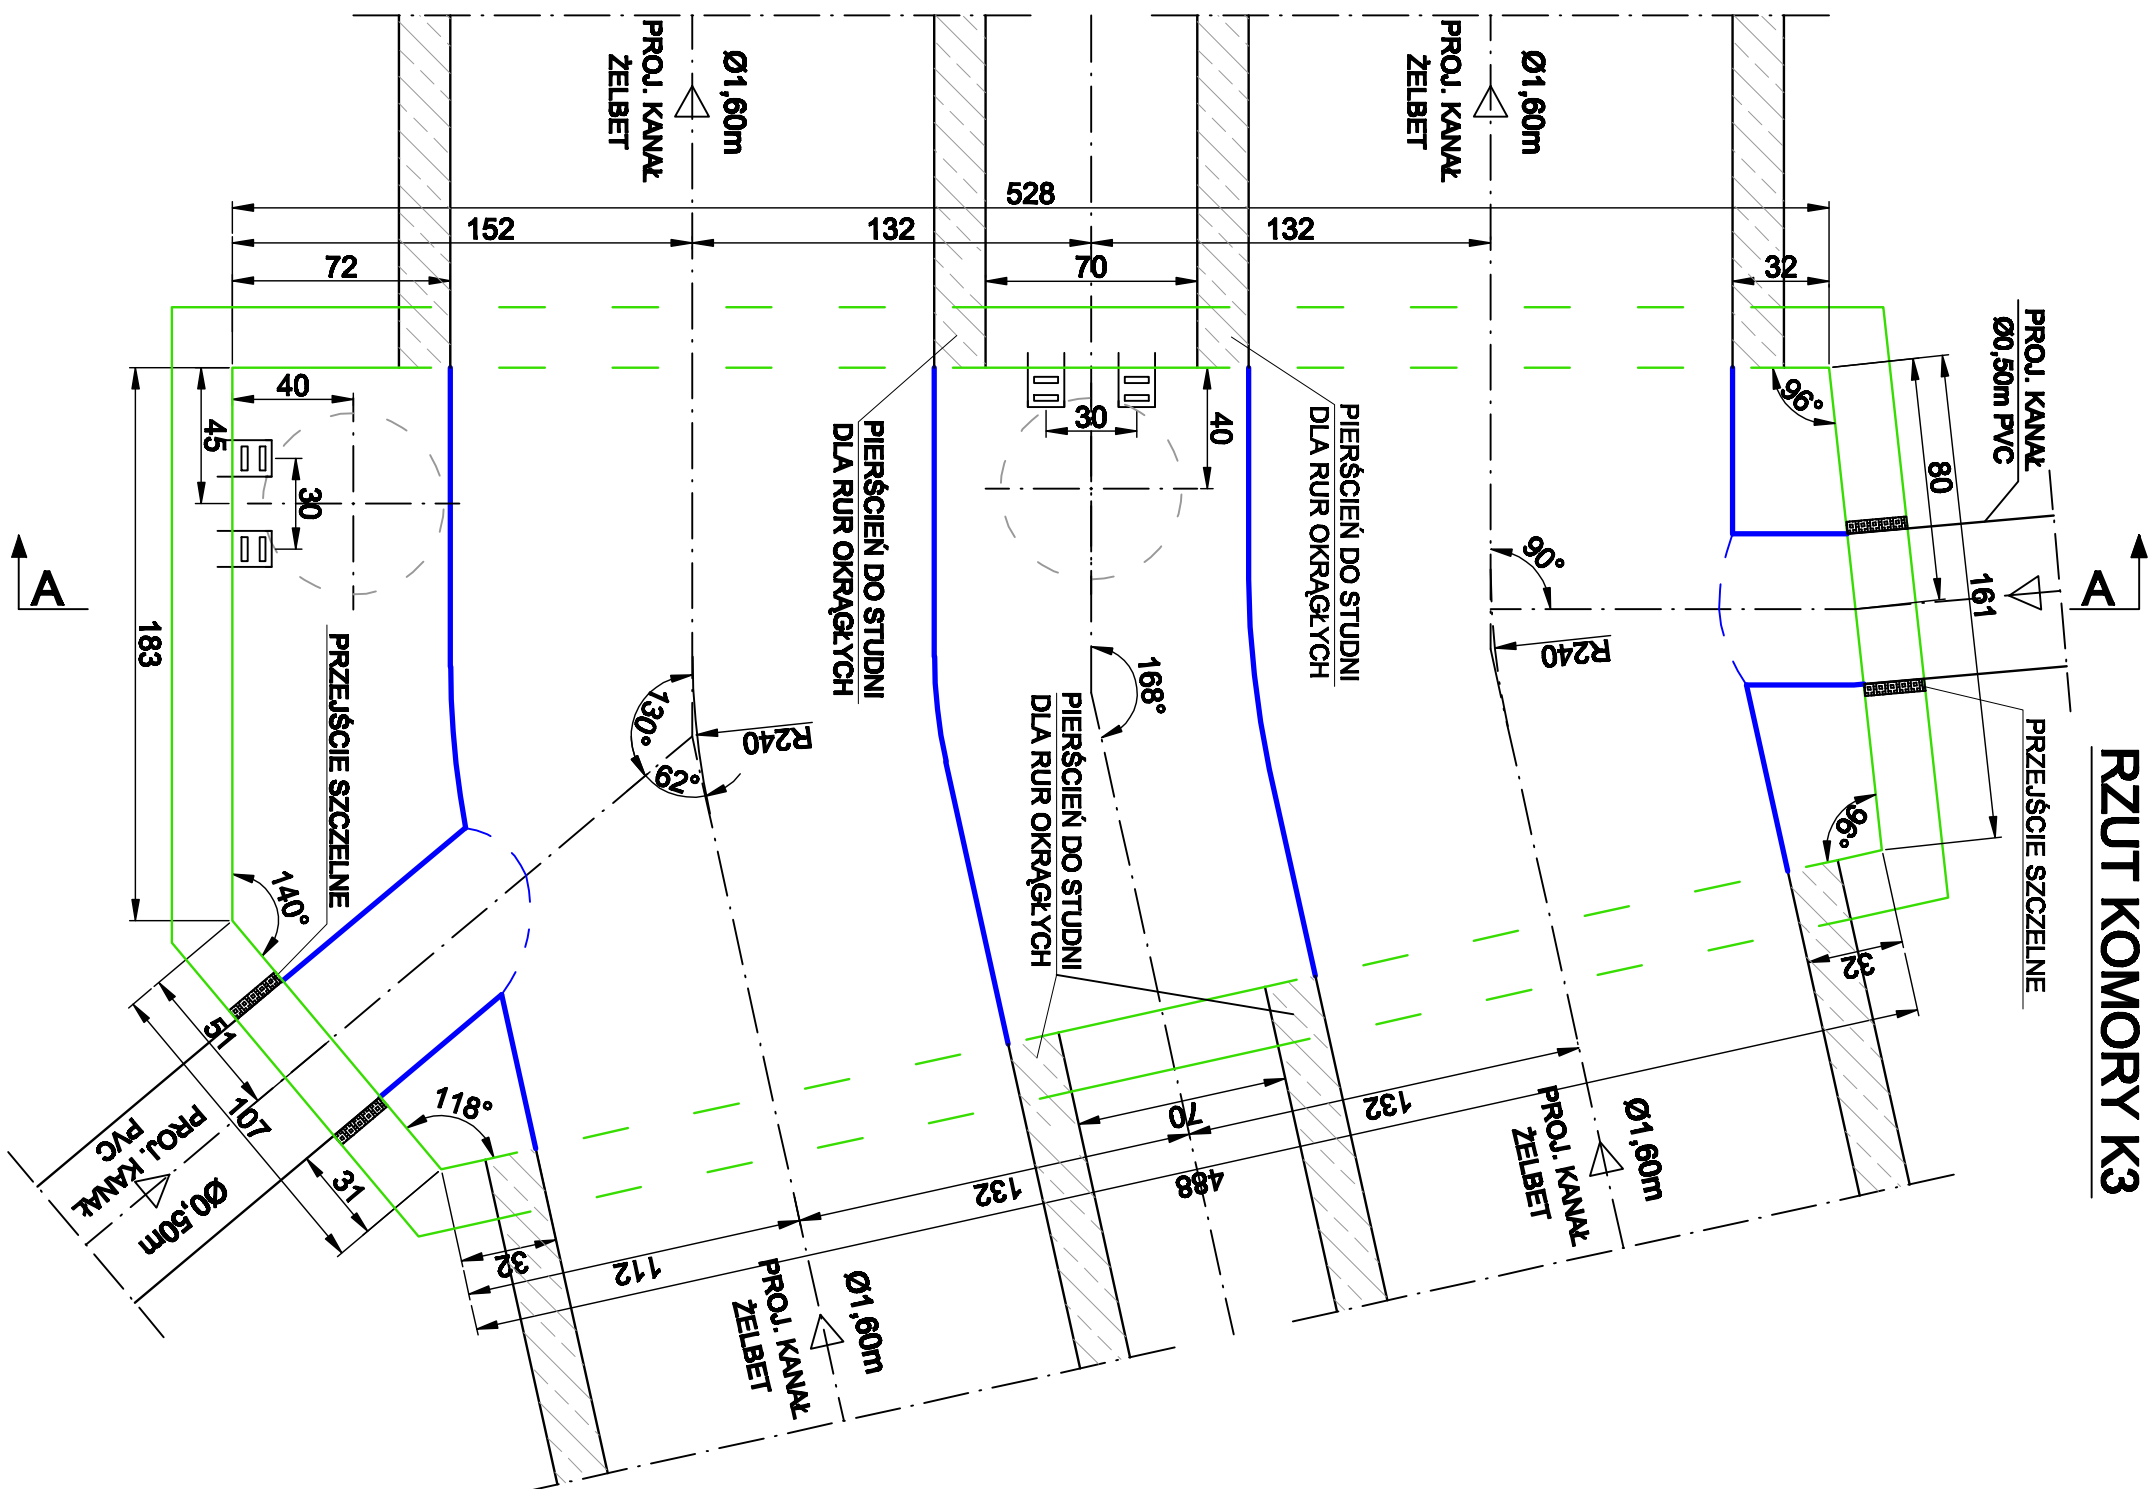 RZUT KOMORY K3
Ø1,60m
PROJ. KANAŁ
ŻELBET
Ø1,60m
PROJ. KANAŁ
ŻELBET
528
152
132
132
72
70
32
PROJ. KANAŁ
Ø0,50m PVC
40
45
30
30
40
96°
80
161
90°
R240
A
A
183
PIERŚCIEŃ DO STUDNI
DLA RUR OKRĄGŁYCH
PIERŚCIEŃ DO STUDNI
DLA RUR OKRĄGŁYCH
PIERŚCIEŃ DO STUDNI
DLA RUR OKRĄGŁYCH
PRZEJŚCIE SZCZELNE
PRZEJŚCIE SZCZELNE
168°
130°
62°
R240
96°
140°
118°
51
107
31
32
32
112
132
132
70
488
PROJ. KANAŁ
PVC
Ø0,50m
Ø1,60m
PROJ. KANAŁ
ŻELBET
Ø1,60m
PROJ. KANAŁ
ŻELBET